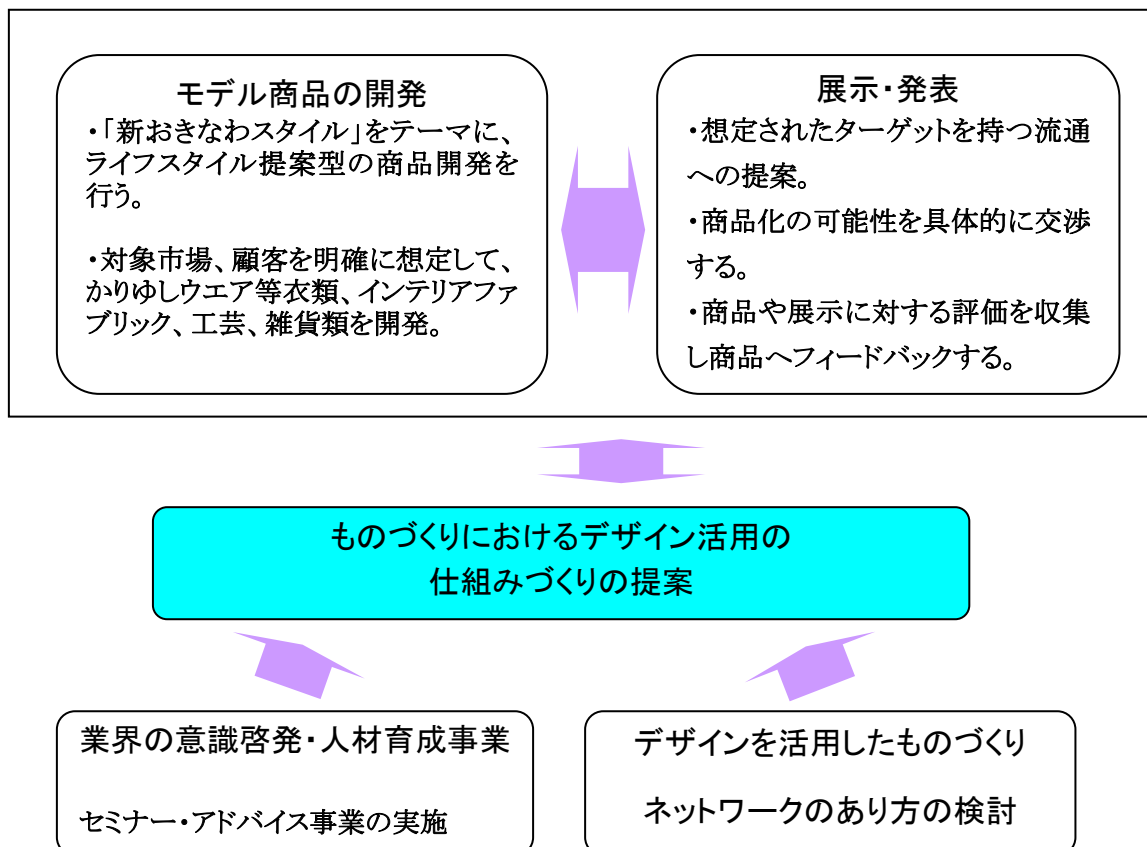 モデル商品の開発
・「新おきなわスタイル」をテーマに、
ライフスタイル提案型の商品開発を
行う。
・対象市場、顧客を明確に想定して、
かりゆしウエア等衣類、インテリアファ
ブリック、工芸、雑貨類を開発。
展示・発表
・想定されたターゲットを持つ流通
への提案。
・商品化の可能性を具体的に交渉
する。
・商品や展示に対する評価を収集
し商品へフィードバックする。
ものづくりにおけるデザイン活用の
仕組みづくりの提案
業界の意識啓発・人材育成事業
セミナー・アドバイス事業の実施
デザインを活用したものづくり
ネットワークのあり方の検討